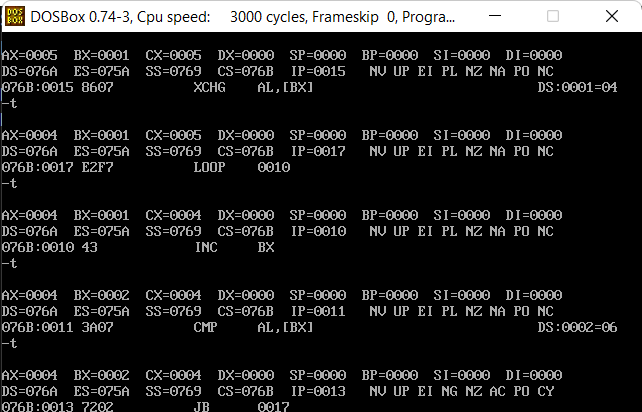 DOS BOX DOSBox 0.74-3, Cpu speed: 3000 cycles, Frameskip 0, Progra...
AX=0005 BX=0001 CX=0005 DX=0000 SP=0000 BP=0000 SI=0000 DI=0000
DS=076A ES=075A SS=0769 CS=076B IP=0015 NV UP EI PL NZ NA PO NC
076B:0015 8607 XCHG AL,[BX] DS:0001=04
-t
AX=0004 BX=0001 CX=0005 DX=0000 SP=0000 BP=0000 SI=0000 DI=0000
DS=076A ES=075A SS=0769 CS=076B IP=0017 NV UP EI PL NZ NA PO NC
076B:0017 E2F7 LOOP 0010
-t
AX=0004 BX=0001 CX=0004 DX=0000 SP=0000 BP=0000 SI=0000 DI=0000
DS=076A ES=075A SS=0769 CS=076B IP=0010 NV UP EI PL NZ NA PO NC
076B:0010 43 INC BX
-t
AX=0004 BX=0002 CX=0004 DX=0000 SP=0000 BP=0000 SI=0000 DI=0000
DS=076A ES=075A SS=0769 CS=076B IP=0011 NV UP EI PL NZ NA PO NC
076B:0011 3A07 CMP AL,[BX] DS:0002=06
-t
AX=0004 BX=0002 CX=0004 DX=0000 SP=0000 BP=0000 SI=0000 DI=0000
DS=076A ES=075A SS=0769 CS=076B IP=0013 NV UP EI NG NZ AC PO CY
076B:0013 7202 JB 0017